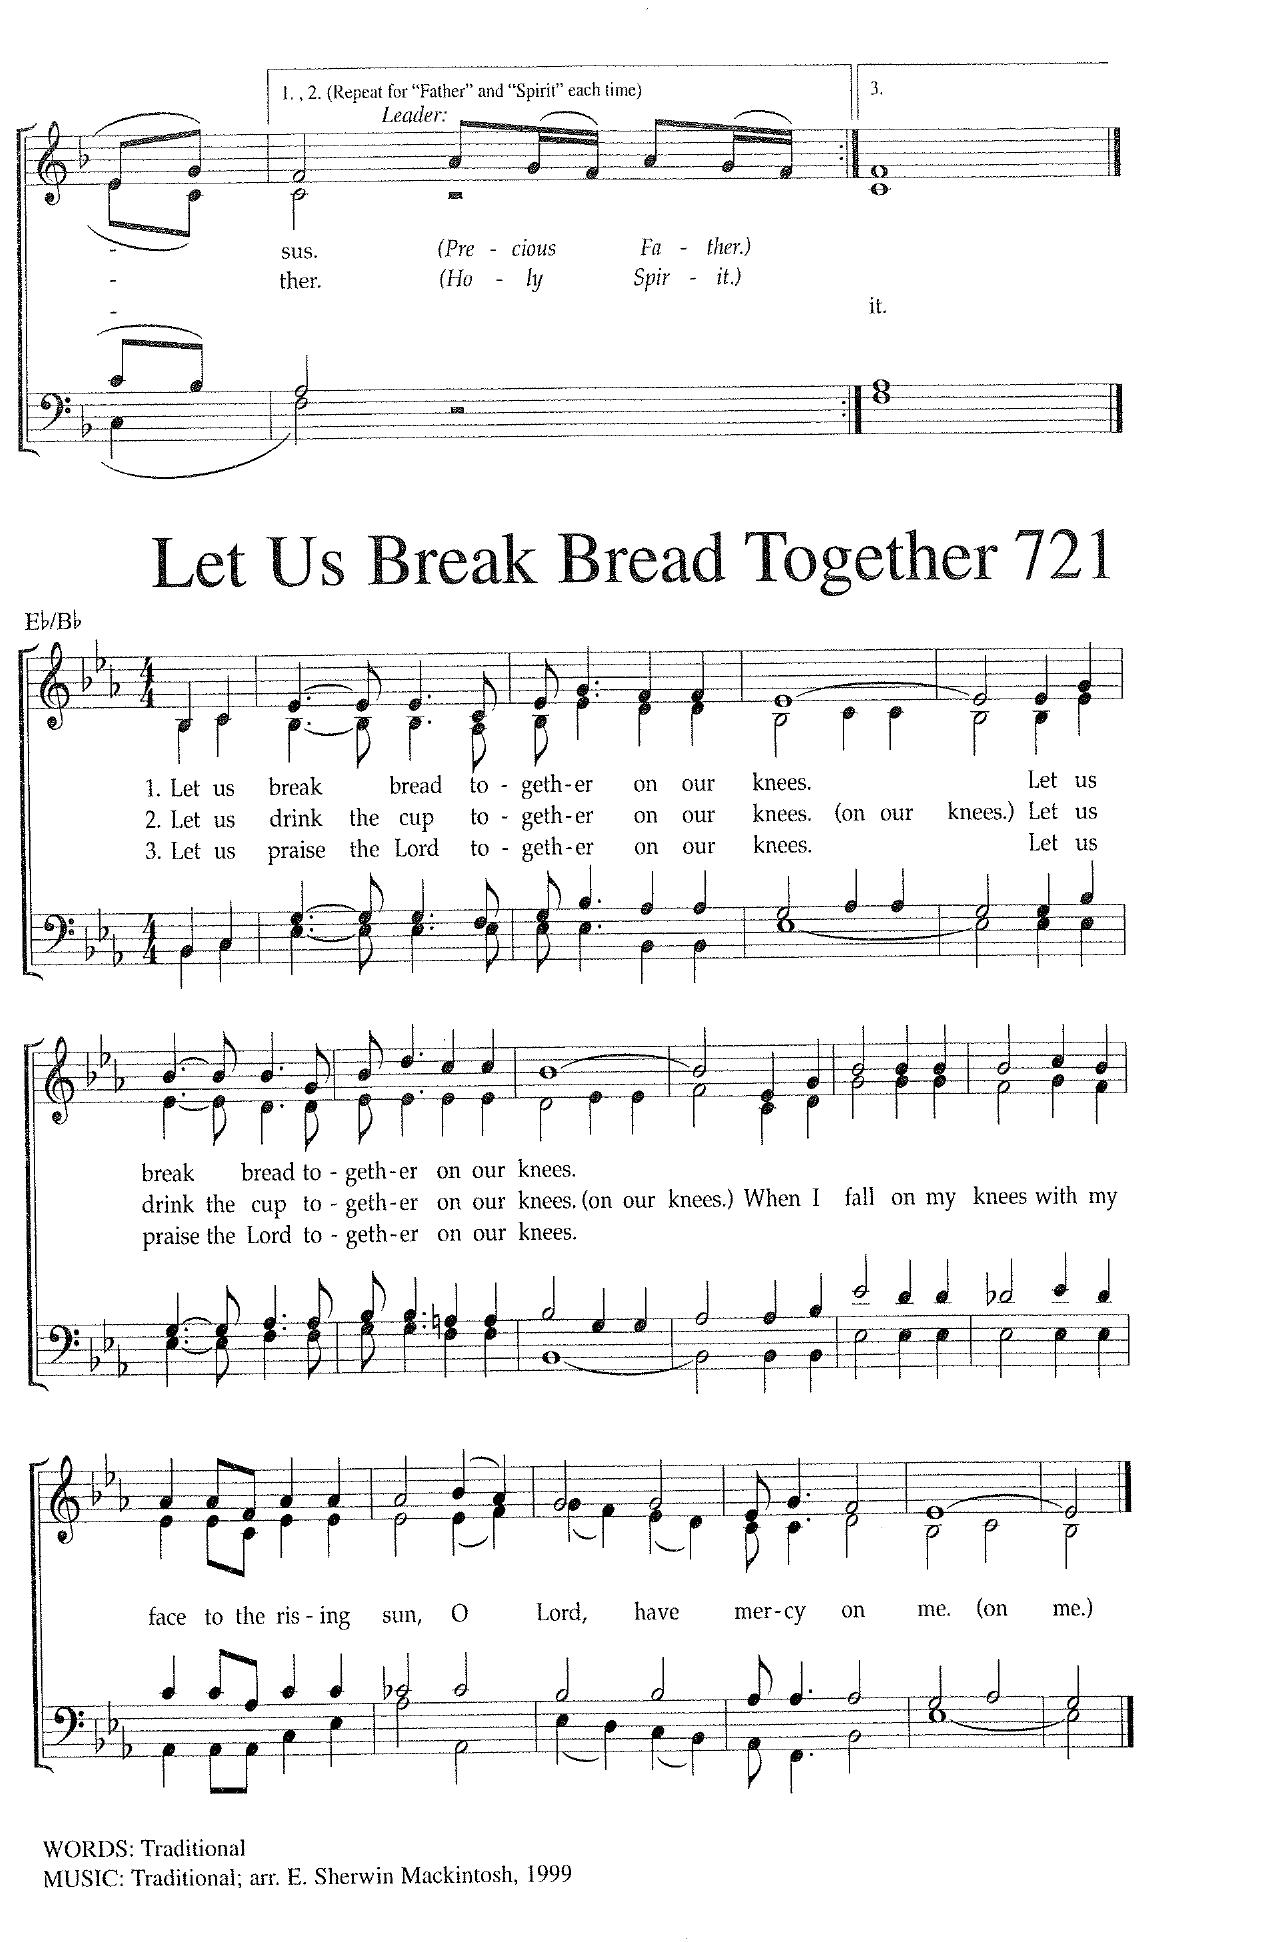 1. , 2. (Repeat for “Father” and “Spirit” each time)
3.
Leader:
- sus. (Pre - cious Fa - ther.)
- ther. (Ho - ly Spir - it.)
- it.
Let Us Break Bread Together 721
E♭/B♭
1. Let us break bread to - geth-er on our knees. Let us
2. Let us drink the cup to - geth-er on our knees. (on our knees.) Let us
3. Let us praise the Lord to - geth-er on our knees. Let us
break bread to - geth-er on our knees.
drink the cup to - geth-er on our knees. (on our knees.) When I fall on my knees with my
praise the Lord to - geth-er on our knees.
face to the ris - ing sun, O Lord, have mer-cy on me. (on me.)
WORDS: Traditional
MUSIC: Traditional; arr. E. Sherwin Mackintosh, 1999